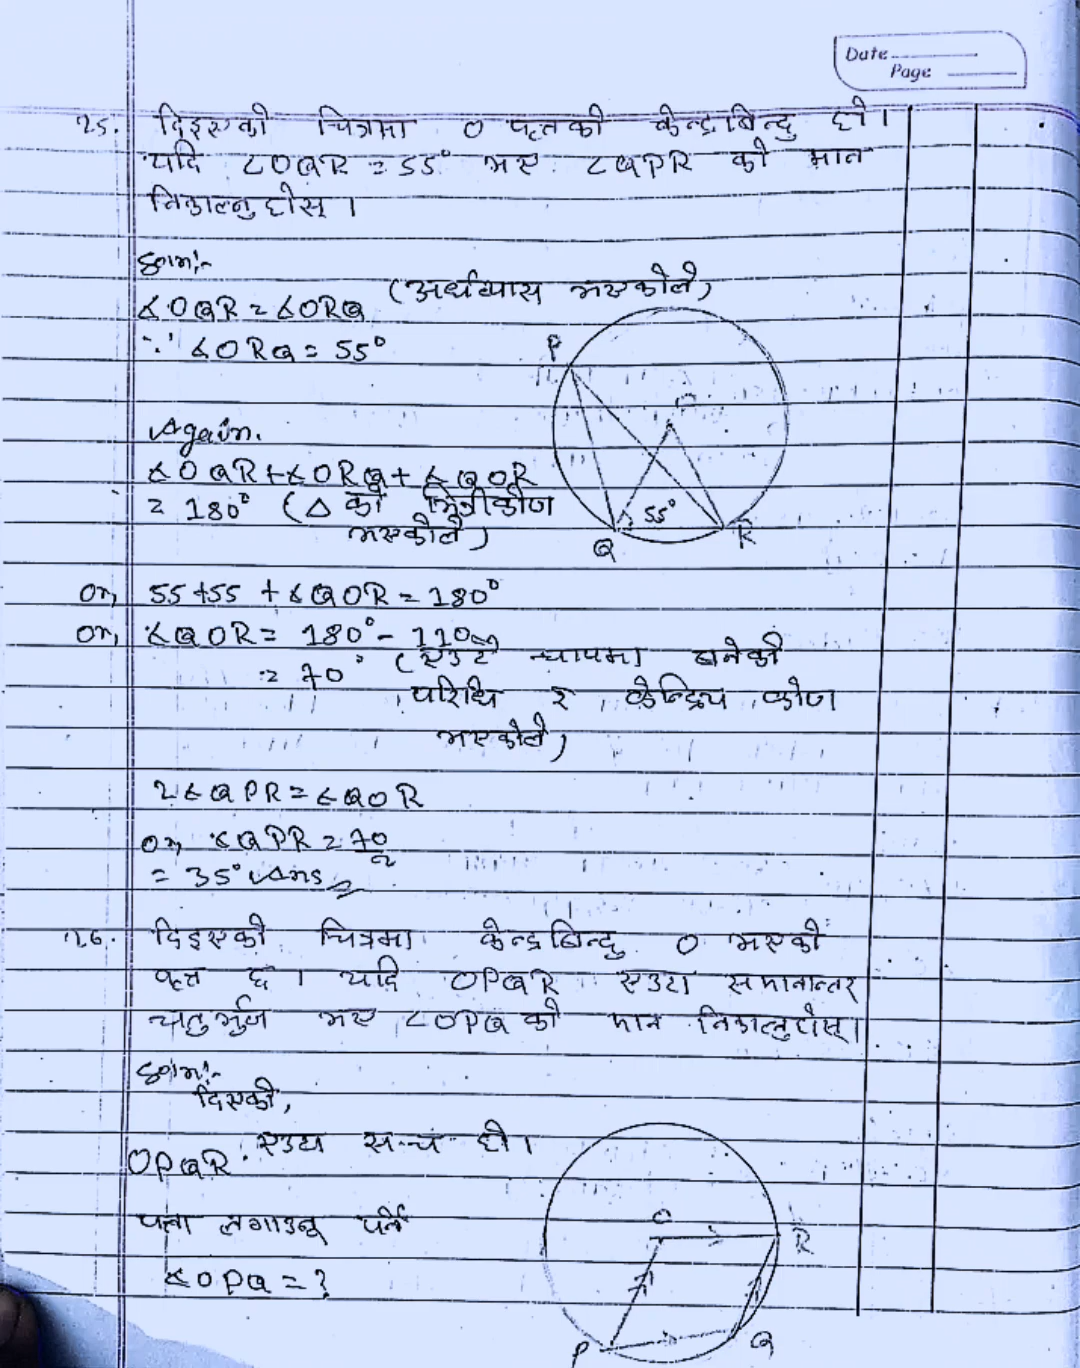 Date
Page
25. दिइएको चित्रमा O वृत्तको केन्द्रबिन्दु हो।
यदि ∠OQR = 55° भए ∠QPR को मान
निकाल्नुहोस्।
Soln:-
∠OQR = ∠ORQ (अर्धव्यास भएकोले)
∵ ∠ORQ = 55°
P
O
55°
Q
R
Again,
∠OQR + ∠ORQ + ∠QOR
= 180° (△ को भित्रीकोण
भएकोले)
or, 55+55 + ∠QOR = 180°
or, ∠QOR = 180° - 110
= 70° (एउटै चापमा बनेको
परिधि र केन्द्रिय कोण
भएकोले)
2∠QPR = ∠QOR
or, ∠QPR = 70/2
= 35° Ans
26. दिइएको चित्रमा केन्द्रबिन्दु O भएको
वृत्त छ। यदि OPQR एउटा समानान्तर
चतुर्भुज भए ∠OPQ को मान निकाल्नुहोस्।
Soln:-
दिएको,
OPQR एउटा स.च हो।
पत्ता लगाउनु पर्ने
∠OPQ = ?
O
R
P
Q